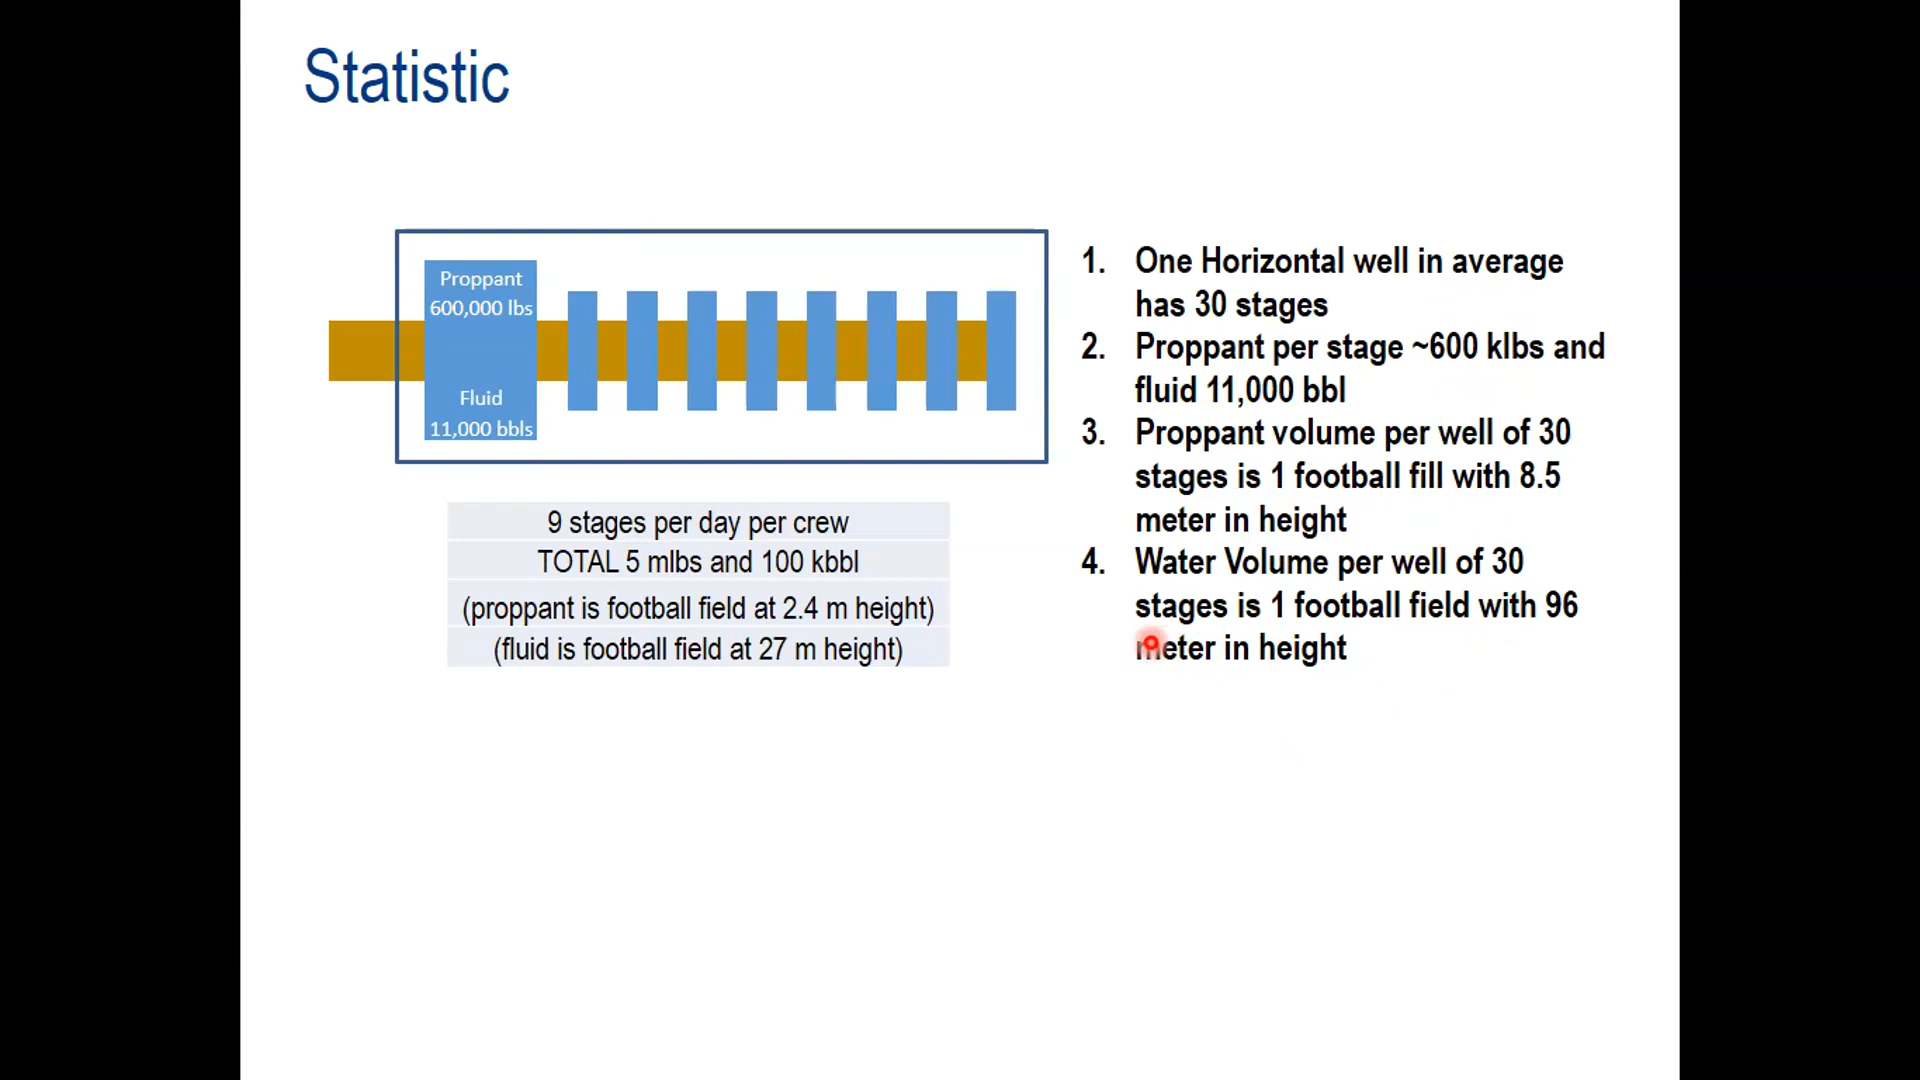 Statistic
Proppant
600,000 lbs
Fluid
11,000 bbls
9 stages per day per crew
TOTAL 5 mlbs and 100 kbbl
(proppant is football field at 2.4 m height)
(fluid is football field at 27 m height)
1. One Horizontal well in average
has 30 stages
2. Proppant per stage ~600 klbs and
fluid 11,000 bbl
3. Proppant volume per well of 30
stages is 1 football fill with 8.5
meter in height
4. Water Volume per well of 30
stages is 1 football field with 96
meter in height